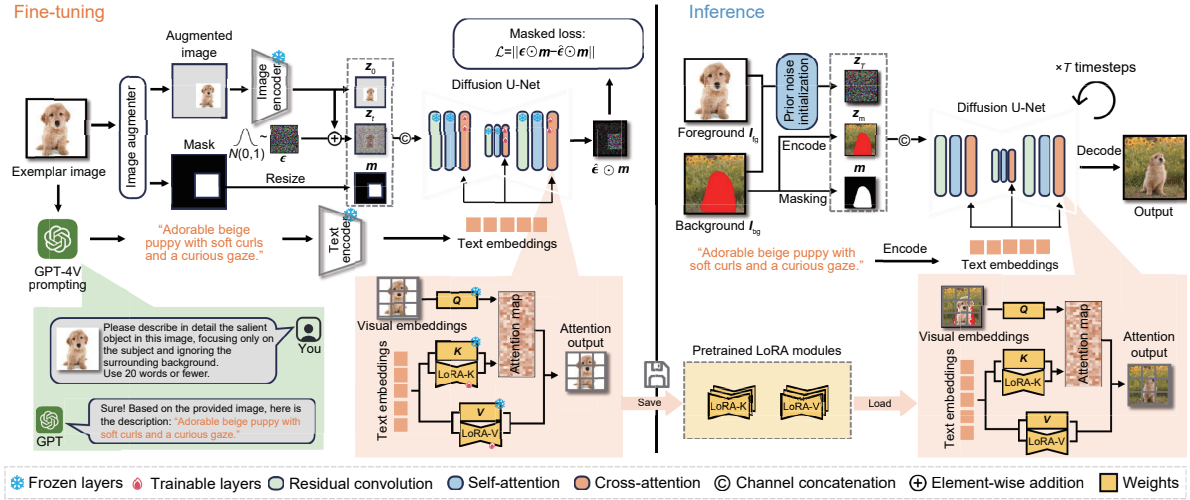 Fine-tuning
Augmented
image
Image
encoder
Image augmenter
Exemplar image
Mask
N(0,1)
~
ϵ
Resize
z0
zt
m
©
Masked loss:
ℒ=||ϵ⊙m−ϵ̂⊙m||
Diffusion U-Net
ϵ̂ ⊙ m
GPT-4V
prompting
“Adorable beige
puppy with soft curls
and a curious gaze.”
Text
encoder
Text embeddings
Please describe in detail the salient
object in this image, focusing only on
the subject and ignoring the
surrounding background.
Use 20 words or fewer.
You
GPT
Sure! Based on the provided image, here is
the description: “Adorable beige puppy with
soft curls and a curious gaze.”
Visual embeddings
Text embeddings
Q
K
LoRA-K
V
LoRA-V
Attention map
Attention
output
Save
Inference
Foreground Ifg
Background Ibg
Prior noise
initialization
Encode
Masking
zT
zm
m
©
×T timesteps
Diffusion U-Net
Decode
Output
“Adorable beige puppy with
soft curls and a curious gaze.”
Encode
Text embeddings
Pretrained LoRA modules
LoRA-K
LoRA-V
Load
Visual embeddings
Text embeddings
Q
K
LoRA-K
V
LoRA-V
Attention map
Attention
output
Frozen layers
Trainable layers
Residual convolution
Self-attention
Cross-attention
© Channel concatenation
Element-wise addition
Weights